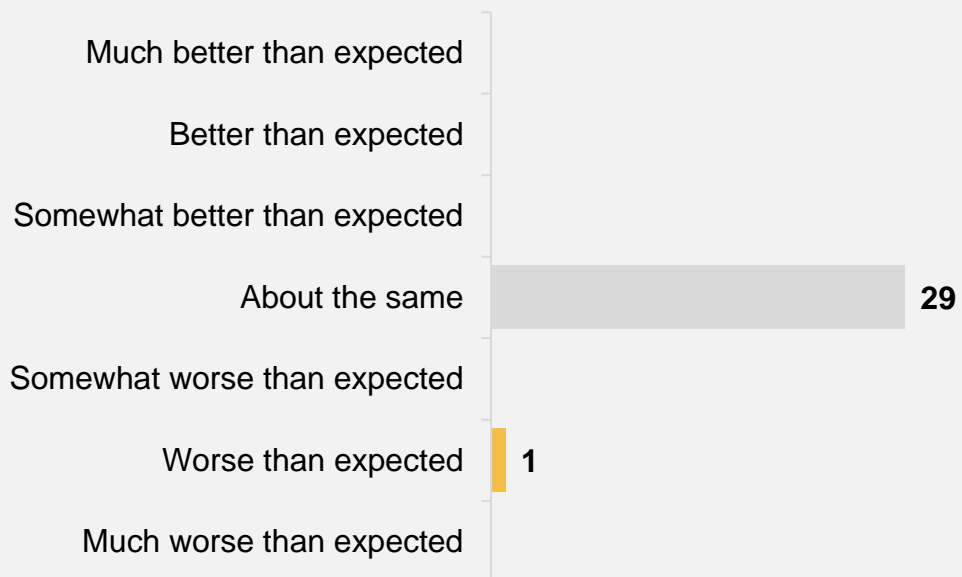 Much better than expected
Better than expected
Somewhat better than expected
About the same 29
Somewhat worse than expected
Worse than expected 1
Much worse than expected